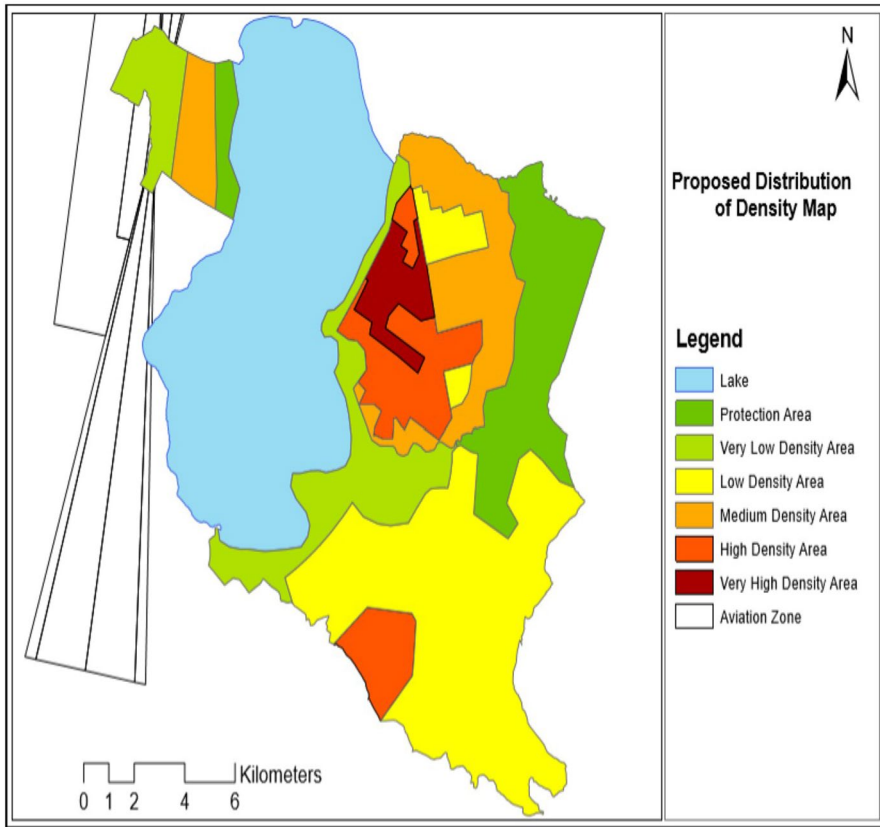 N
Proposed Distribution
of Density Map
Legend
Lake
Protection Area
Very Low Density Area
Low Density Area
Medium Density Area
High Density Area
Very High Density Area
Aviation Zone
Kilometers
0 1 2 4 6